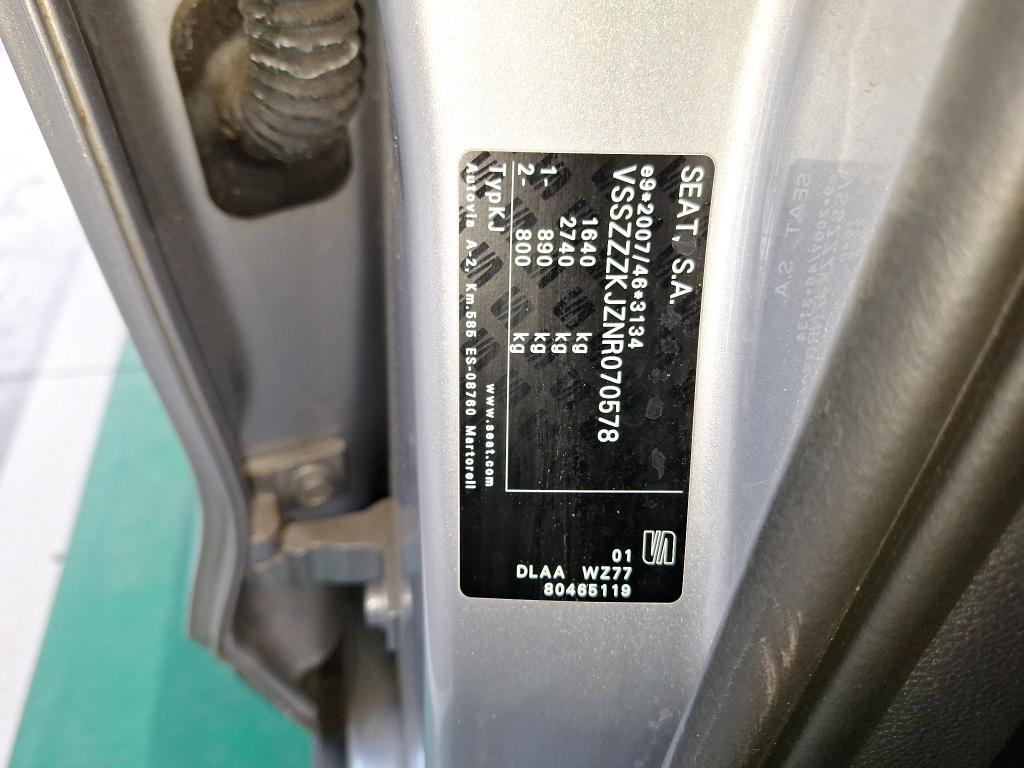 SEAT, S.A.
e9*2007/46*3134
VSSZZZKJZNR070578
1640 kg
2740 kg
1- 890 kg
2- 800 kg
TypKJ
www.seat.com
Autovia A-2, Km.585 ES-08760 Martorell
01
DLAA WZ77
80465119